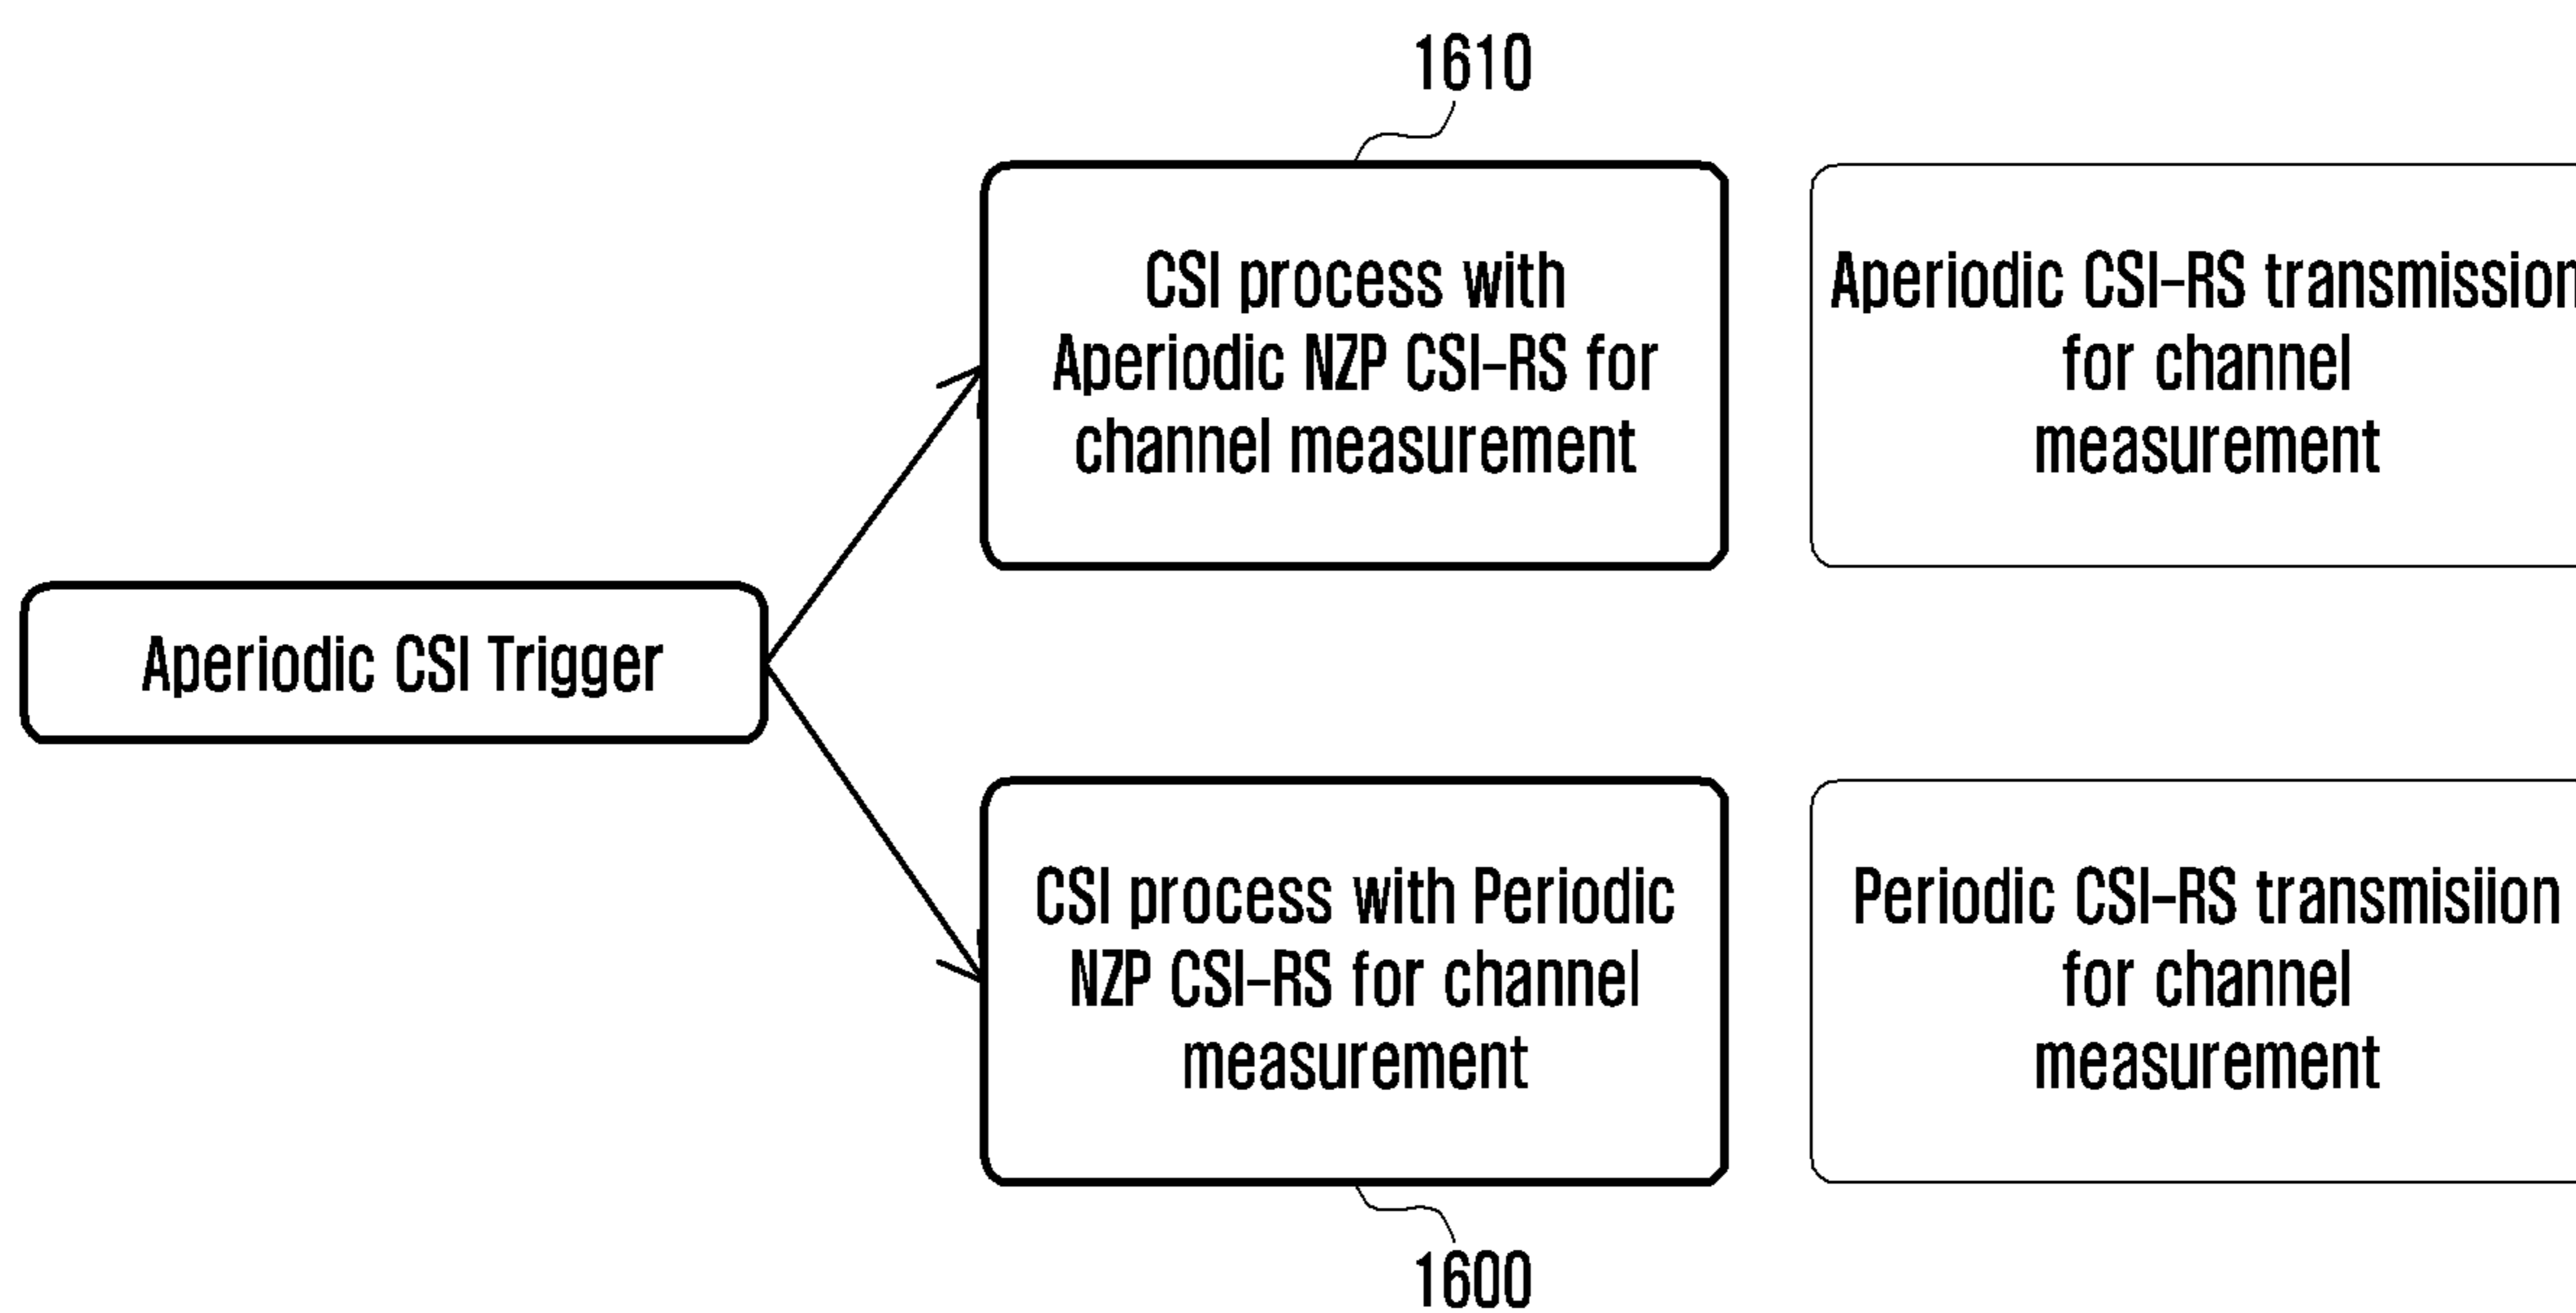 1610
CSI process with
Aperiodic NZP CSI-RS for
channel measurement
Aperiodic CSI-RS transmission
for channel
measurement
Aperiodic CSI Trigger
CSI process with Periodic
NZP CSI-RS for channel
measurement
Periodic CSI-RS transmisiion
for channel
measurement
1600